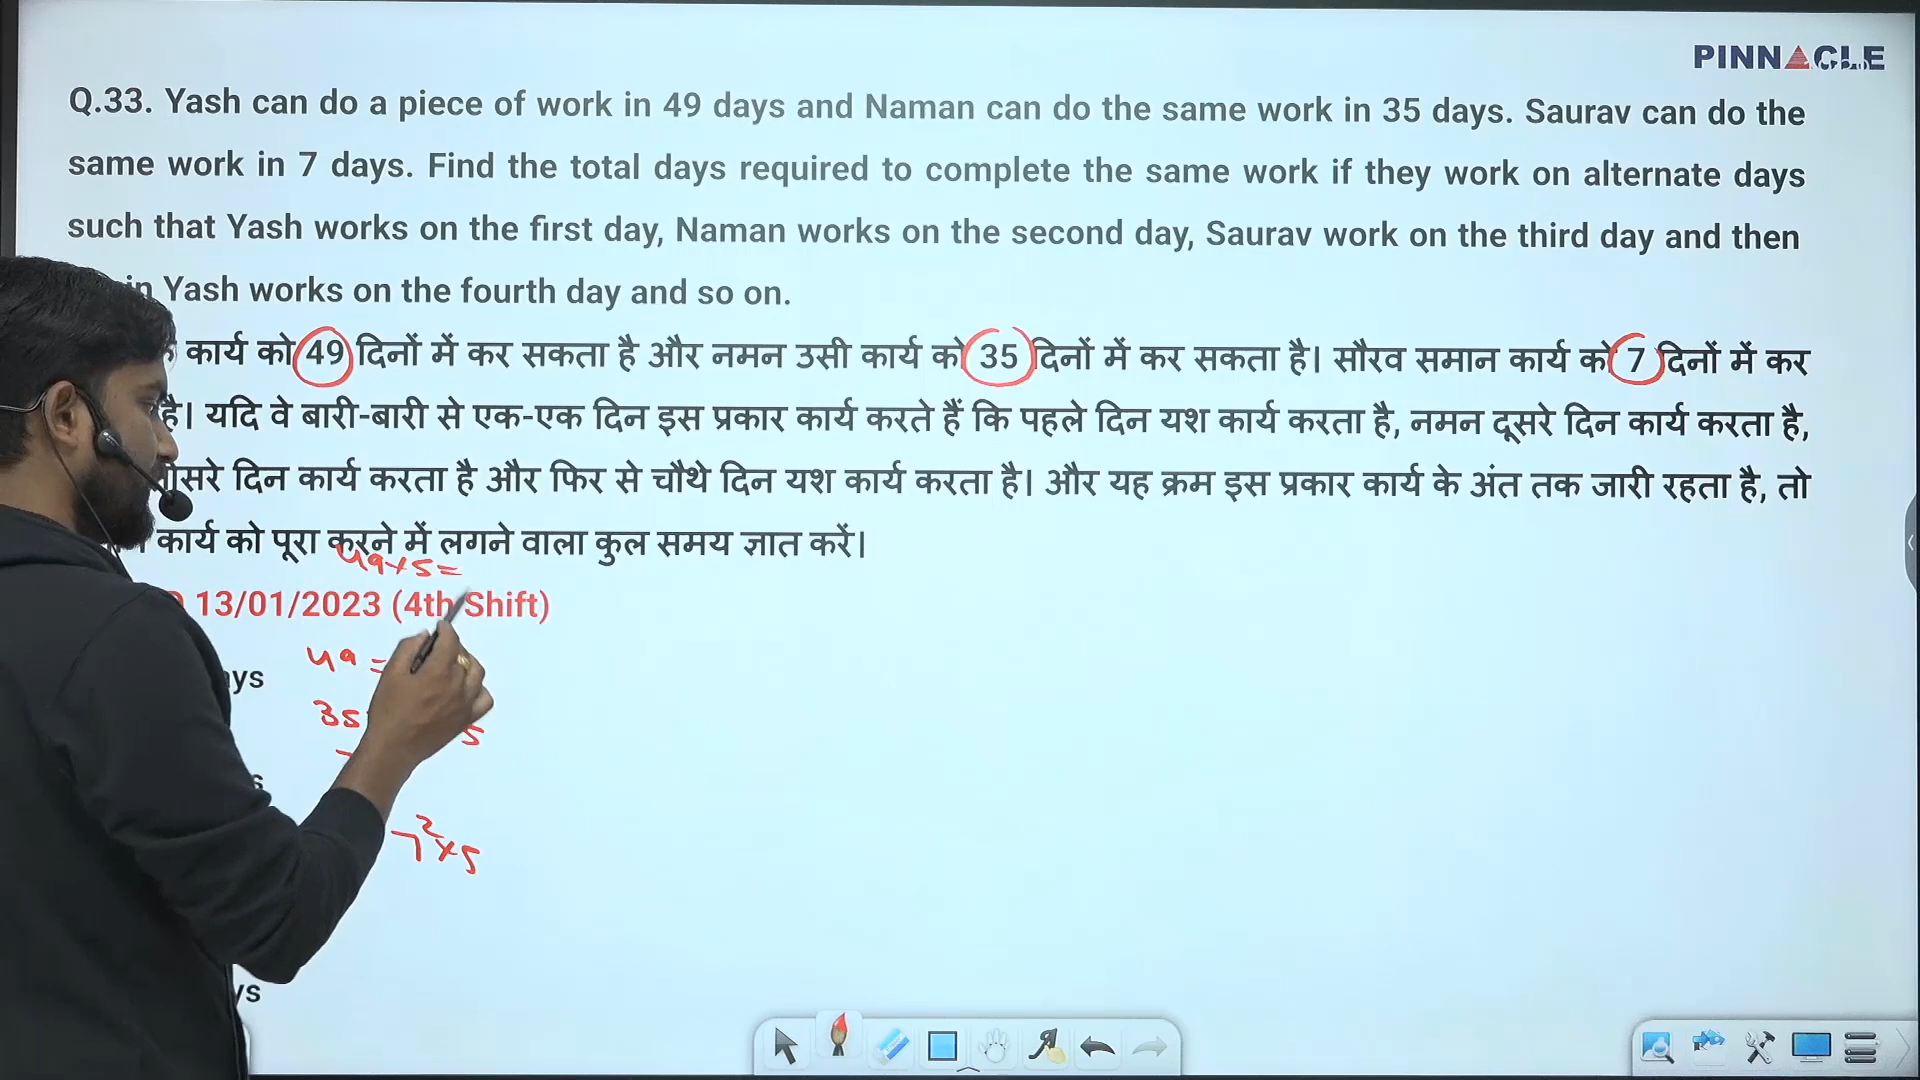 PINNACLE
Q.33. Yash can do a piece of work in 49 days and Naman can do the same work in 35 days. Saurav can do the
same work in 7 days. Find the total days required to complete the same work if they work on alternate days
such that Yash works on the first day, Naman works on the second day, Saurav work on the third day and then
in Yash works on the fourth day and so on.
कार्य को 49 दिनों में कर सकता है और नमन उसी कार्य को 35 दिनों में कर सकता है। सौरव समान कार्य को 7 दिनों में कर
है। यदि वे बारी-बारी से एक-एक दिन इस प्रकार कार्य करते हैं कि पहले दिन यश कार्य करता है, नमन दूसरे दिन कार्य करता है,
सरे दिन कार्य करता है और फिर से चौथे दिन यश कार्य करता है। और यह क्रम इस प्रकार कार्य के अंत तक जारी रहता है, तो
कार्य को पूरा करने में लगने वाला कुल समय ज्ञात करें।
49×5=
13/01/2023 (4th Shift)
49 =
ys
35
5
s
7²×5
ys